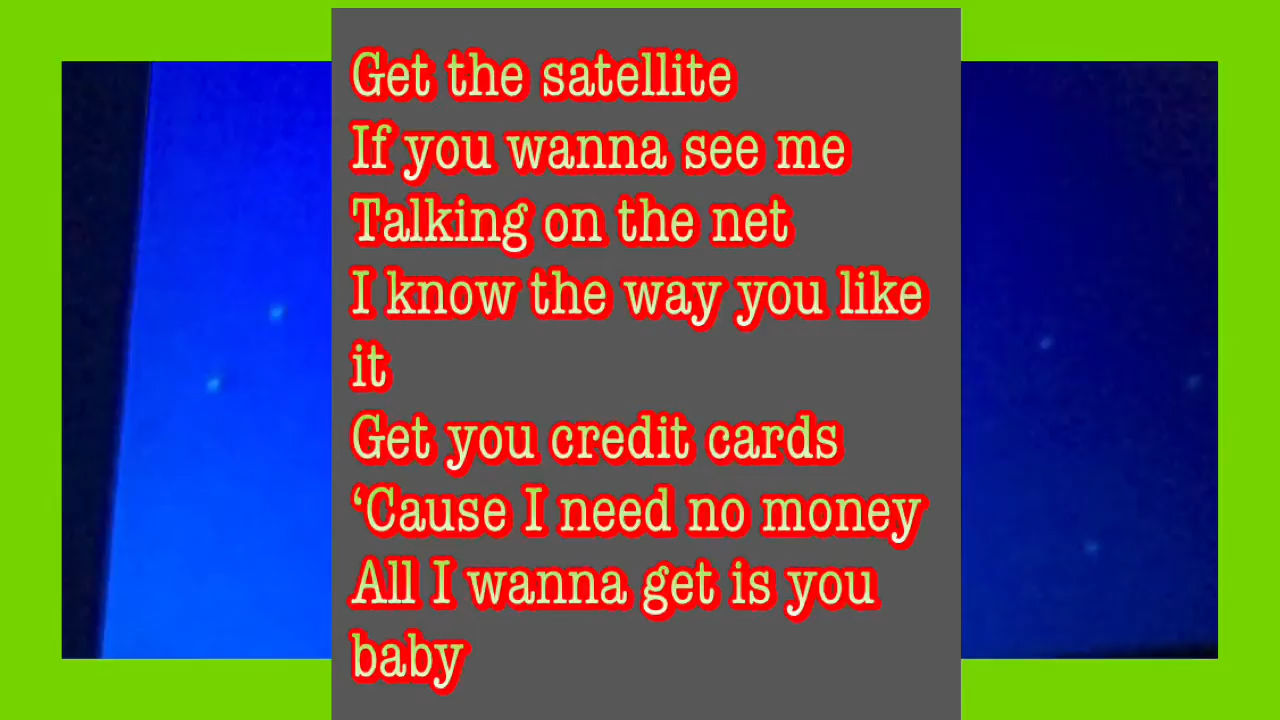 Get the satellite
If you wanna see me
Talking on the net
I know the way you like
it
Get you credit cards
‘Cause I need no money
All I wanna get is you
baby